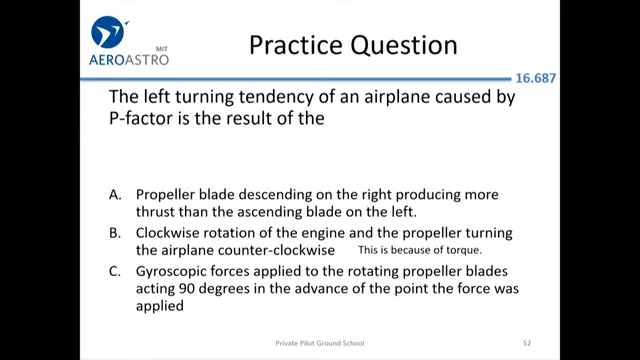 MIT
AEROASTRO
Practice Question
16.687
The left turning tendency of an airplane caused by
P-factor is the result of the
A. Propeller blade descending on the right producing more
thrust than the ascending blade on the left.
B. Clockwise rotation of the engine and the propeller turning
the airplane counter-clockwise This is because of torque.
C. Gyroscopic forces applied to the rotating propeller blades
acting 90 degrees in the advance of the point the force was
applied
Private Pilot Ground School
52